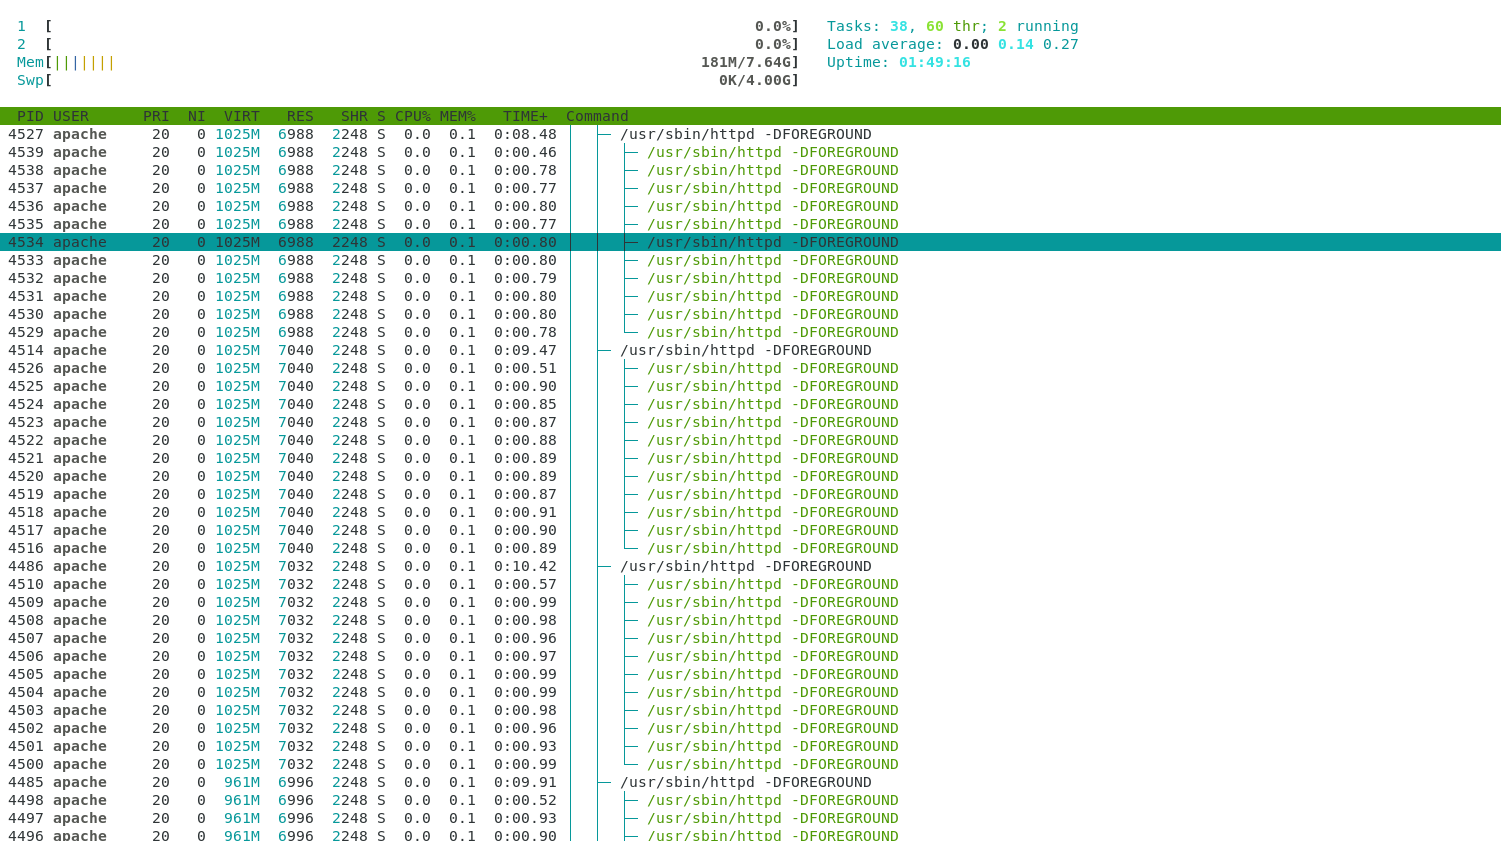 1 [ 0.0%] Tasks: 38, 60 thr; 2 running
2 [ 0.0%] Load average: 0.00 0.14 0.27
Mem[||||||| 181M/7.64G] Uptime: 01:49:16
Swp[ 0K/4.00G]
PID USER PRI NI VIRT RES SHR S CPU% MEM% TIME+ Command
4527 apache 20 0 1025M 6988 2248 S 0.0 0.1 0:08.48 /usr/sbin/httpd -DFOREGROUND
4539 apache 20 0 1025M 6988 2248 S 0.0 0.1 0:00.46 /usr/sbin/httpd -DFOREGROUND
4538 apache 20 0 1025M 6988 2248 S 0.0 0.1 0:00.78 /usr/sbin/httpd -DFOREGROUND
4537 apache 20 0 1025M 6988 2248 S 0.0 0.1 0:00.77 /usr/sbin/httpd -DFOREGROUND
4536 apache 20 0 1025M 6988 2248 S 0.0 0.1 0:00.80 /usr/sbin/httpd -DFOREGROUND
4535 apache 20 0 1025M 6988 2248 S 0.0 0.1 0:00.77 /usr/sbin/httpd -DFOREGROUND
4534 apache 20 0 1025M 6988 2248 S 0.0 0.1 0:00.80 /usr/sbin/httpd -DFOREGROUND
4533 apache 20 0 1025M 6988 2248 S 0.0 0.1 0:00.80 /usr/sbin/httpd -DFOREGROUND
4532 apache 20 0 1025M 6988 2248 S 0.0 0.1 0:00.79 /usr/sbin/httpd -DFOREGROUND
4531 apache 20 0 1025M 6988 2248 S 0.0 0.1 0:00.80 /usr/sbin/httpd -DFOREGROUND
4530 apache 20 0 1025M 6988 2248 S 0.0 0.1 0:00.80 /usr/sbin/httpd -DFOREGROUND
4529 apache 20 0 1025M 6988 2248 S 0.0 0.1 0:00.78 /usr/sbin/httpd -DFOREGROUND
4514 apache 20 0 1025M 7040 2248 S 0.0 0.1 0:09.47 /usr/sbin/httpd -DFOREGROUND
4526 apache 20 0 1025M 7040 2248 S 0.0 0.1 0:00.51 /usr/sbin/httpd -DFOREGROUND
4525 apache 20 0 1025M 7040 2248 S 0.0 0.1 0:00.90 /usr/sbin/httpd -DFOREGROUND
4524 apache 20 0 1025M 7040 2248 S 0.0 0.1 0:00.85 /usr/sbin/httpd -DFOREGROUND
4523 apache 20 0 1025M 7040 2248 S 0.0 0.1 0:00.87 /usr/sbin/httpd -DFOREGROUND
4522 apache 20 0 1025M 7040 2248 S 0.0 0.1 0:00.88 /usr/sbin/httpd -DFOREGROUND
4521 apache 20 0 1025M 7040 2248 S 0.0 0.1 0:00.89 /usr/sbin/httpd -DFOREGROUND
4520 apache 20 0 1025M 7040 2248 S 0.0 0.1 0:00.89 /usr/sbin/httpd -DFOREGROUND
4519 apache 20 0 1025M 7040 2248 S 0.0 0.1 0:00.87 /usr/sbin/httpd -DFOREGROUND
4518 apache 20 0 1025M 7040 2248 S 0.0 0.1 0:00.91 /usr/sbin/httpd -DFOREGROUND
4517 apache 20 0 1025M 7040 2248 S 0.0 0.1 0:00.90 /usr/sbin/httpd -DFOREGROUND
4516 apache 20 0 1025M 7040 2248 S 0.0 0.1 0:00.89 /usr/sbin/httpd -DFOREGROUND
4486 apache 20 0 1025M 7032 2248 S 0.0 0.1 0:10.42 /usr/sbin/httpd -DFOREGROUND
4510 apache 20 0 1025M 7032 2248 S 0.0 0.1 0:00.57 /usr/sbin/httpd -DFOREGROUND
4509 apache 20 0 1025M 7032 2248 S 0.0 0.1 0:00.99 /usr/sbin/httpd -DFOREGROUND
4508 apache 20 0 1025M 7032 2248 S 0.0 0.1 0:00.98 /usr/sbin/httpd -DFOREGROUND
4507 apache 20 0 1025M 7032 2248 S 0.0 0.1 0:00.96 /usr/sbin/httpd -DFOREGROUND
4506 apache 20 0 1025M 7032 2248 S 0.0 0.1 0:00.97 /usr/sbin/httpd -DFOREGROUND
4505 apache 20 0 1025M 7032 2248 S 0.0 0.1 0:00.99 /usr/sbin/httpd -DFOREGROUND
4504 apache 20 0 1025M 7032 2248 S 0.0 0.1 0:00.99 /usr/sbin/httpd -DFOREGROUND
4503 apache 20 0 1025M 7032 2248 S 0.0 0.1 0:00.98 /usr/sbin/httpd -DFOREGROUND
4502 apache 20 0 1025M 7032 2248 S 0.0 0.1 0:00.96 /usr/sbin/httpd -DFOREGROUND
4501 apache 20 0 1025M 7032 2248 S 0.0 0.1 0:00.93 /usr/sbin/httpd -DFOREGROUND
4500 apache 20 0 1025M 7032 2248 S 0.0 0.1 0:00.99 /usr/sbin/httpd -DFOREGROUND
4485 apache 20 0 961M 6996 2248 S 0.0 0.1 0:09.91 /usr/sbin/httpd -DFOREGROUND
4498 apache 20 0 961M 6996 2248 S 0.0 0.1 0:00.52 /usr/sbin/httpd -DFOREGROUND
4497 apache 20 0 961M 6996 2248 S 0.0 0.1 0:00.93 /usr/sbin/httpd -DFOREGROUND
4496 apache 20 0 961M 6996 2248 S 0.0 0.1 0:00.90 /usr/sbin/httpd -DFOREGROUND